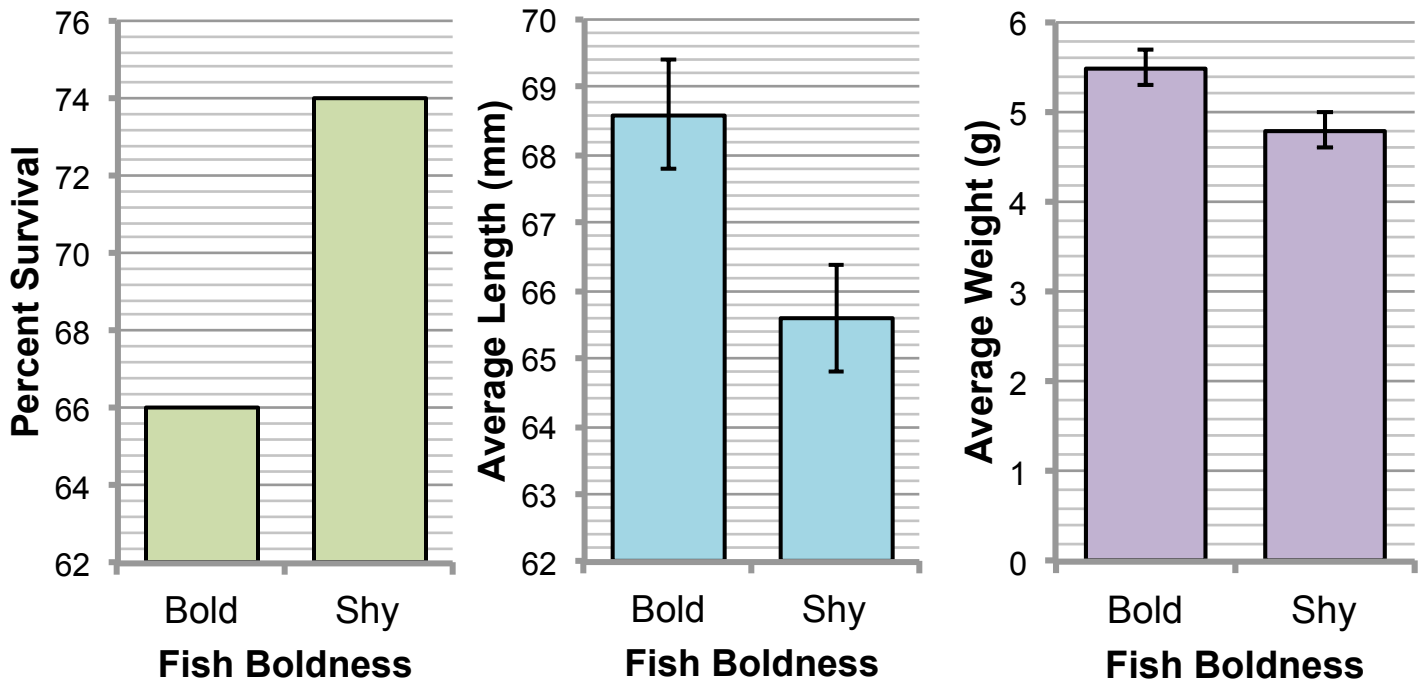 Percent Survival
76
74
72
70
68
66
64
62
Bold Shy
Fish Boldness
Average Length (mm)
70
69
68
67
66
65
64
63
62
Bold Shy
Fish Boldness
Average Weight (g)
6
5
4
3
2
1
0
Bold Shy
Fish Boldness